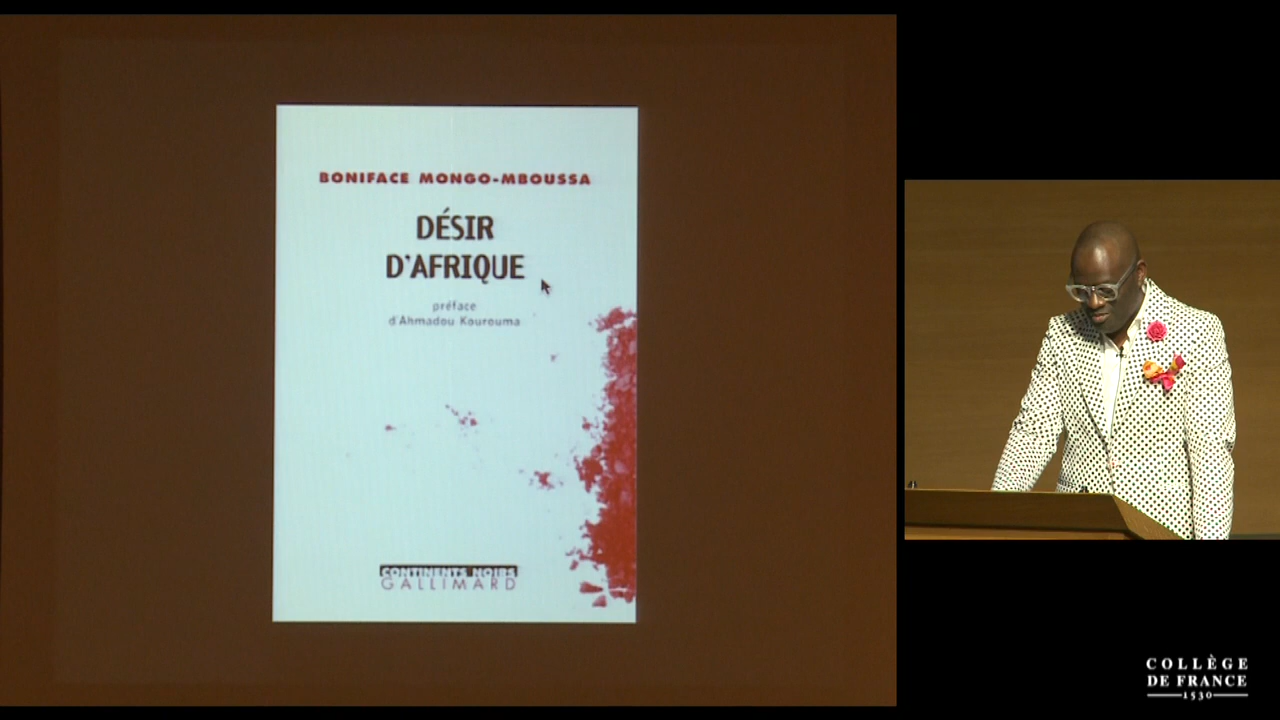 BONIFACE MONGO-MBOUSSA
DÉSIR
D'AFRIQUE
préface
d'Ahmadou Kourouma
CONTINENTS NOIRS
GALLIMARD
COLLÈGE
DE FRANCE
1530